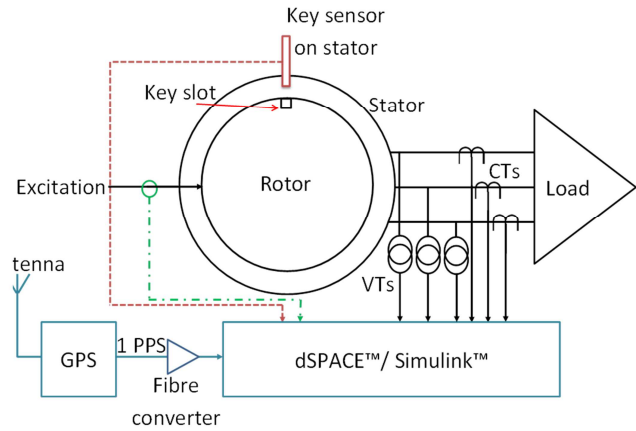 Key sensor
on stator
Key slot
Stator
Excitation
Rotor
CTs
Load
tenna
VTs
GPS
1 PPS
dSPACE™/ Simulink™
Fibre
converter